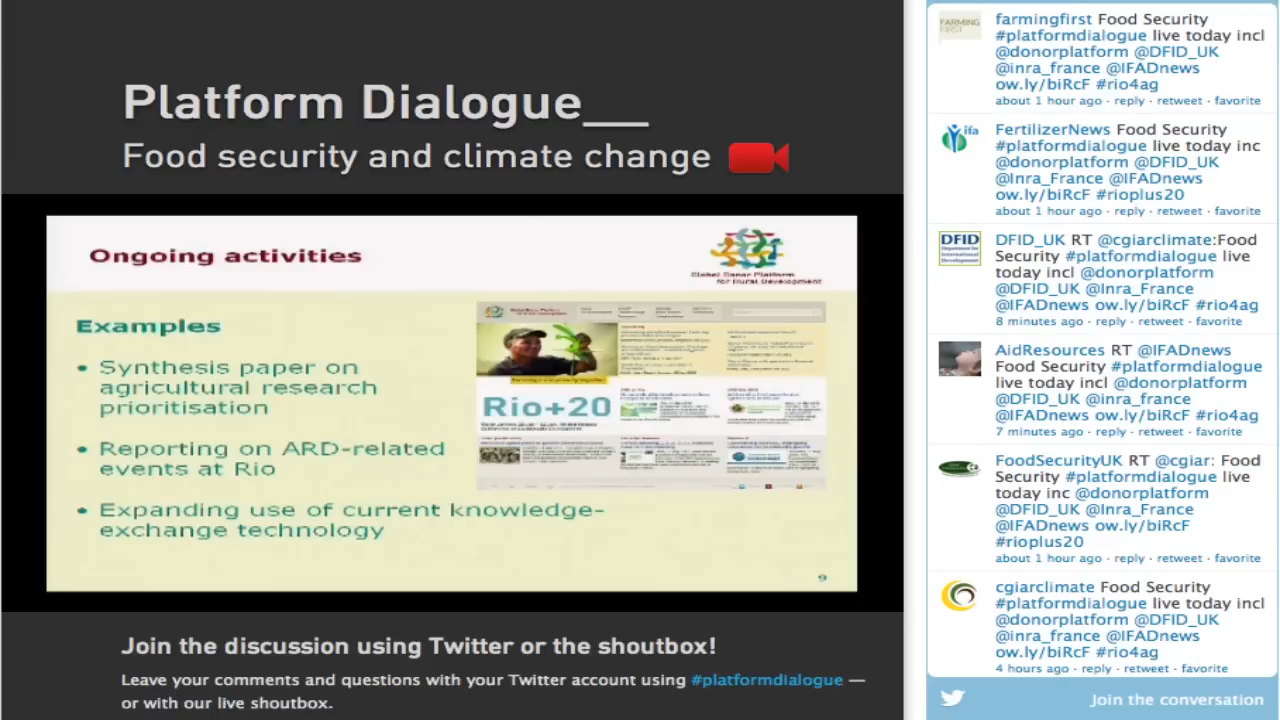 Platform Dialogue__
Food security and climate change
Ongoing activities
Global Donor Platform
for Rural Development
Examples
• Synthesis paper on
agricultural research
prioritisation
• Reporting on ARD-related
events at Rio
• Expanding use of current knowledge-
exchange technology
Rio+20
9
Join the discussion using Twitter or the shoutbox!
Leave your comments and questions with your Twitter account using #platformdialogue —
or with our live shoutbox.
FARMING
FIRST
farmingfirst Food Security
#platformdialogue live today incl
@donorplatform @DFID_UK
@inra_france @IFADnews
ow.ly/biRcF #rio4ag
about 1 hour ago · reply · retweet · favorite
ifa
FertilizerNews Food Security
#platformdialogue live today inc
@donorplatform @DFID_UK
@Inra_France @IFADnews
ow.ly/biRcF #rioplus20
about 1 hour ago · reply · retweet · favorite
DFID
Department for
International
Development
DFID_UK RT @cgiarclimate:Food
Security #platformdialogue live
today incl @donorplatform
@DFID_UK @Inra_France
@IFADnews ow.ly/biRcF #rio4ag
8 minutes ago · reply · retweet · favorite
AidResources RT @IFADnews
Food Security #platformdialogue
live today incl @donorplatform
@DFID_UK @inra_france
@IFADnews ow.ly/biRcF #rio4ag
7 minutes ago · reply · retweet · favorite
FoodSecurityUK RT @cgiar: Food
Security #platformdialogue live
today inc @donorplatform
@DFID_UK @Inra_France
@IFADnews ow.ly/biRcF
#rioplus20
about 1 hour ago · reply · retweet · favorite
cgiarclimate Food Security
#platformdialogue live today incl
@donorplatform @DFID_UK
@inra_france @IFADnews
ow.ly/biRcF #rio4ag
4 hours ago · reply · retweet · favorite
Join the conversation